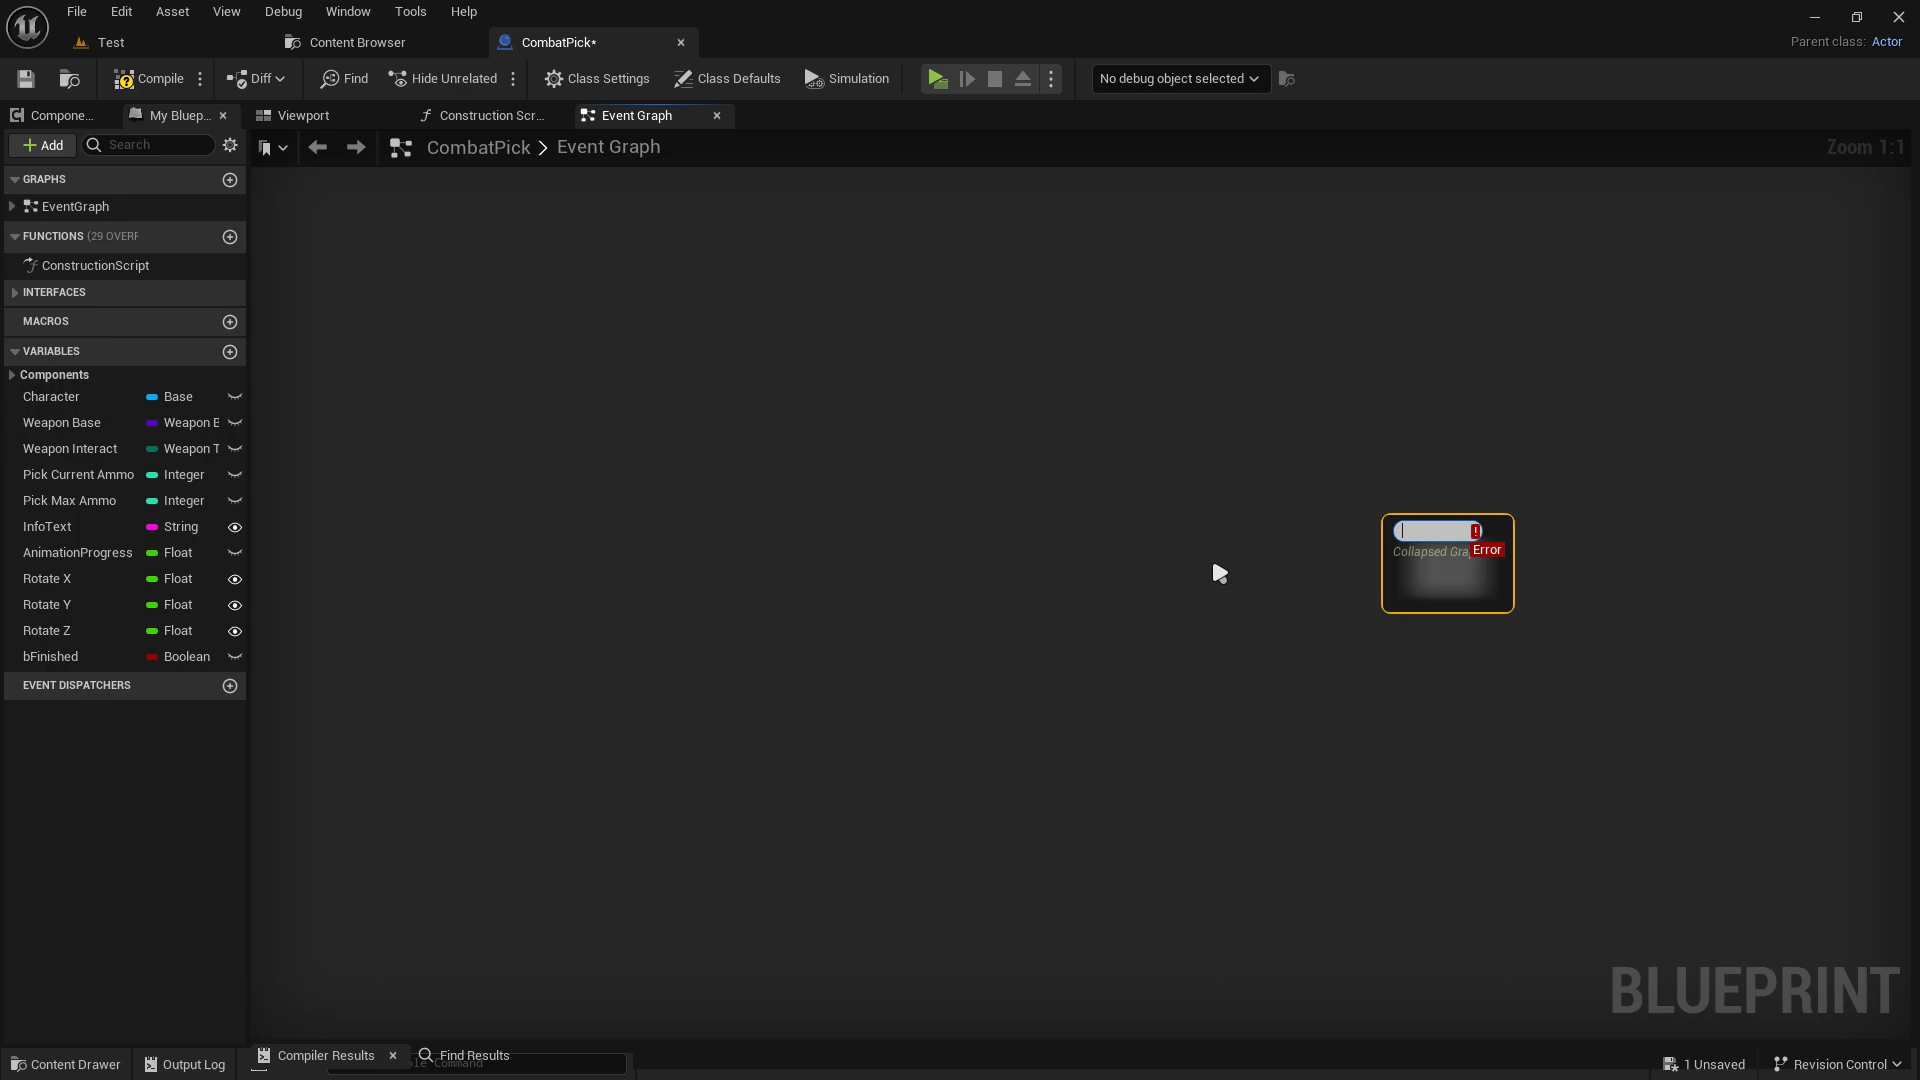 File Edit Asset View Debug Window Tools Help
Test Content Browser CombatPick* Parent class: Actor
Compile Diff Find Hide Unrelated Class Settings Class Defaults Simulation No debug object selected
Compone... My Bluep... Viewport Construction Scr... Event Graph
Add Search CombatPick > Event Graph Zoom 1:1
GRAPHS
EventGraph
FUNCTIONS (29 OVERF
ConstructionScript
INTERFACES
MACROS
VARIABLES
Components
Character Base
Weapon Base Weapon B
Weapon Interact Weapon T
Pick Current Ammo Integer
Pick Max Ammo Integer
InfoText String
AnimationProgress Float
Rotate X Float
Rotate Y Float
Rotate Z Float
bFinished Boolean
EVENT DISPATCHERS
!
Collapsed Gra Error
BLUEPRINT
Compiler Results Find Results
Content Drawer Output Log le Command 1 Unsaved Revision Control